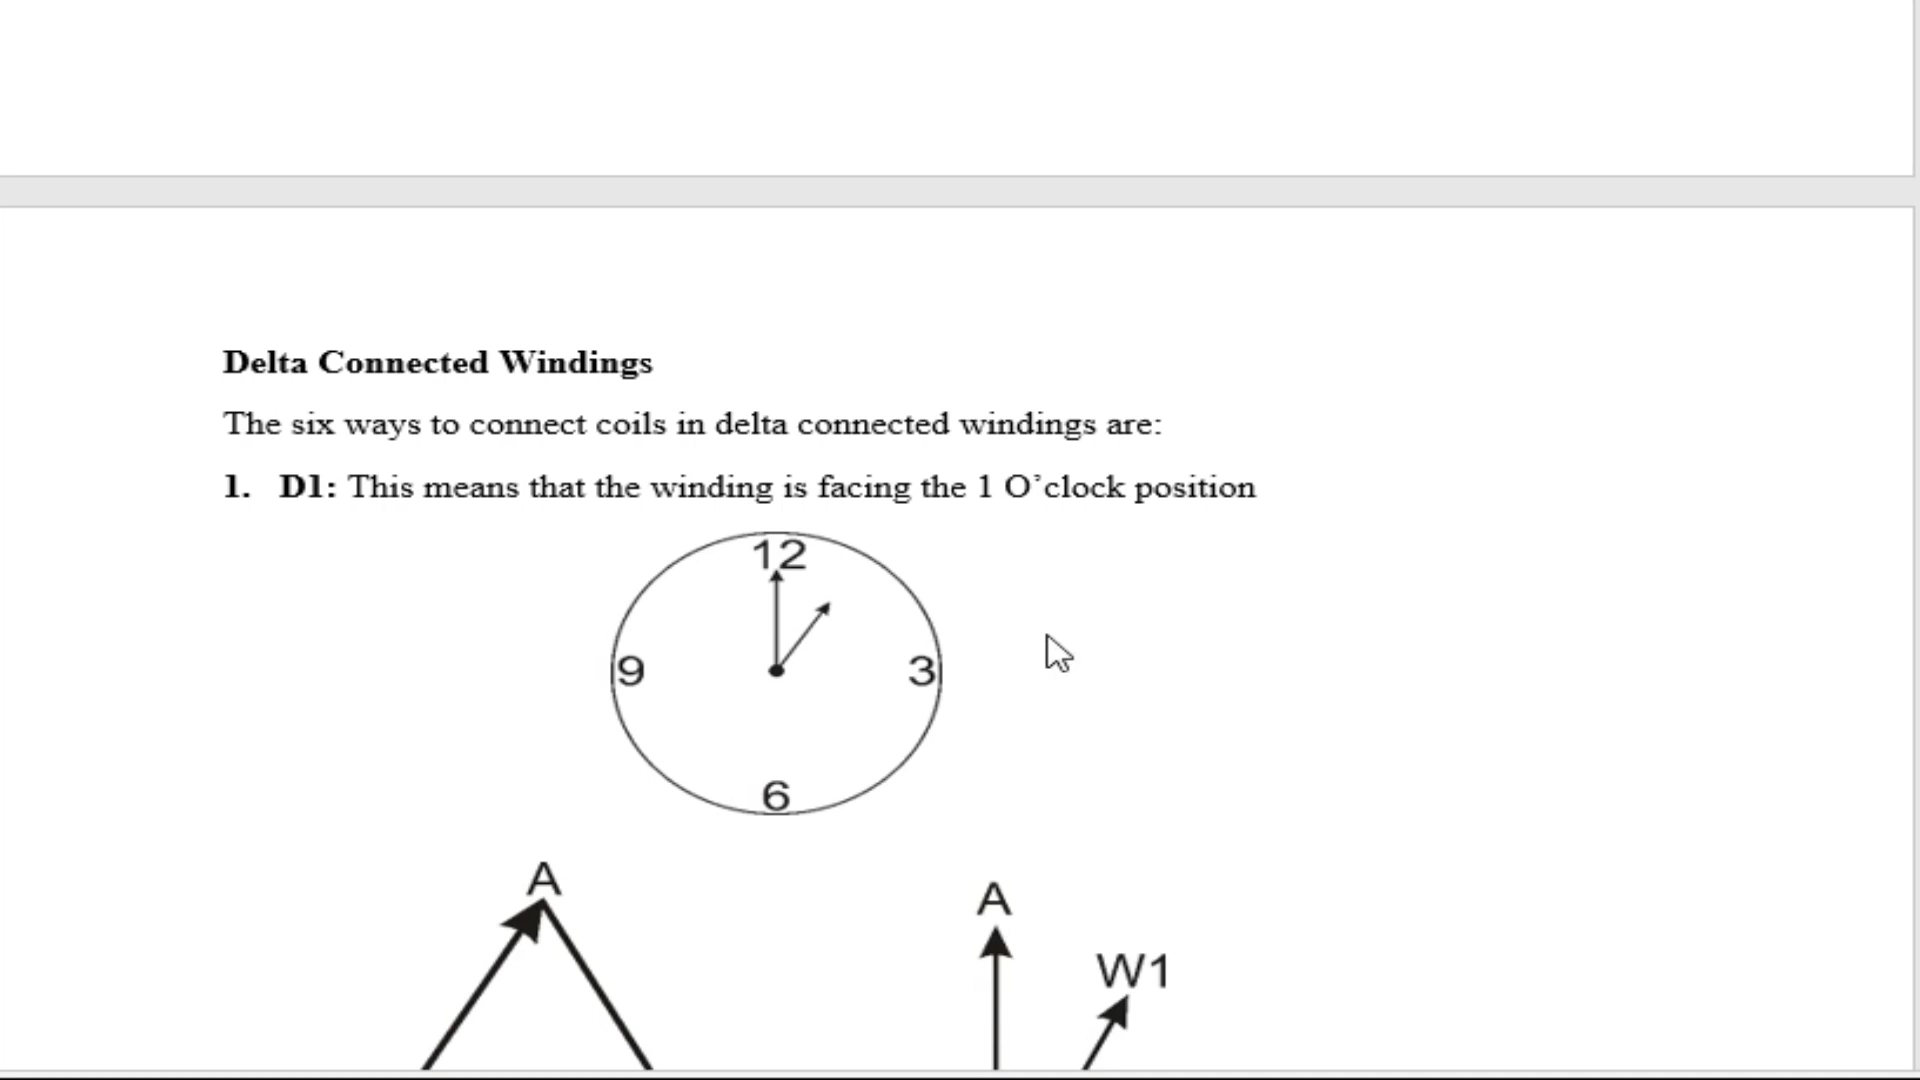 Delta Connected Windings
The six ways to connect coils in delta connected windings are:
1. D1: This means that the winding is facing the 1 O’clock position
12
9
3
6
A
A
W1